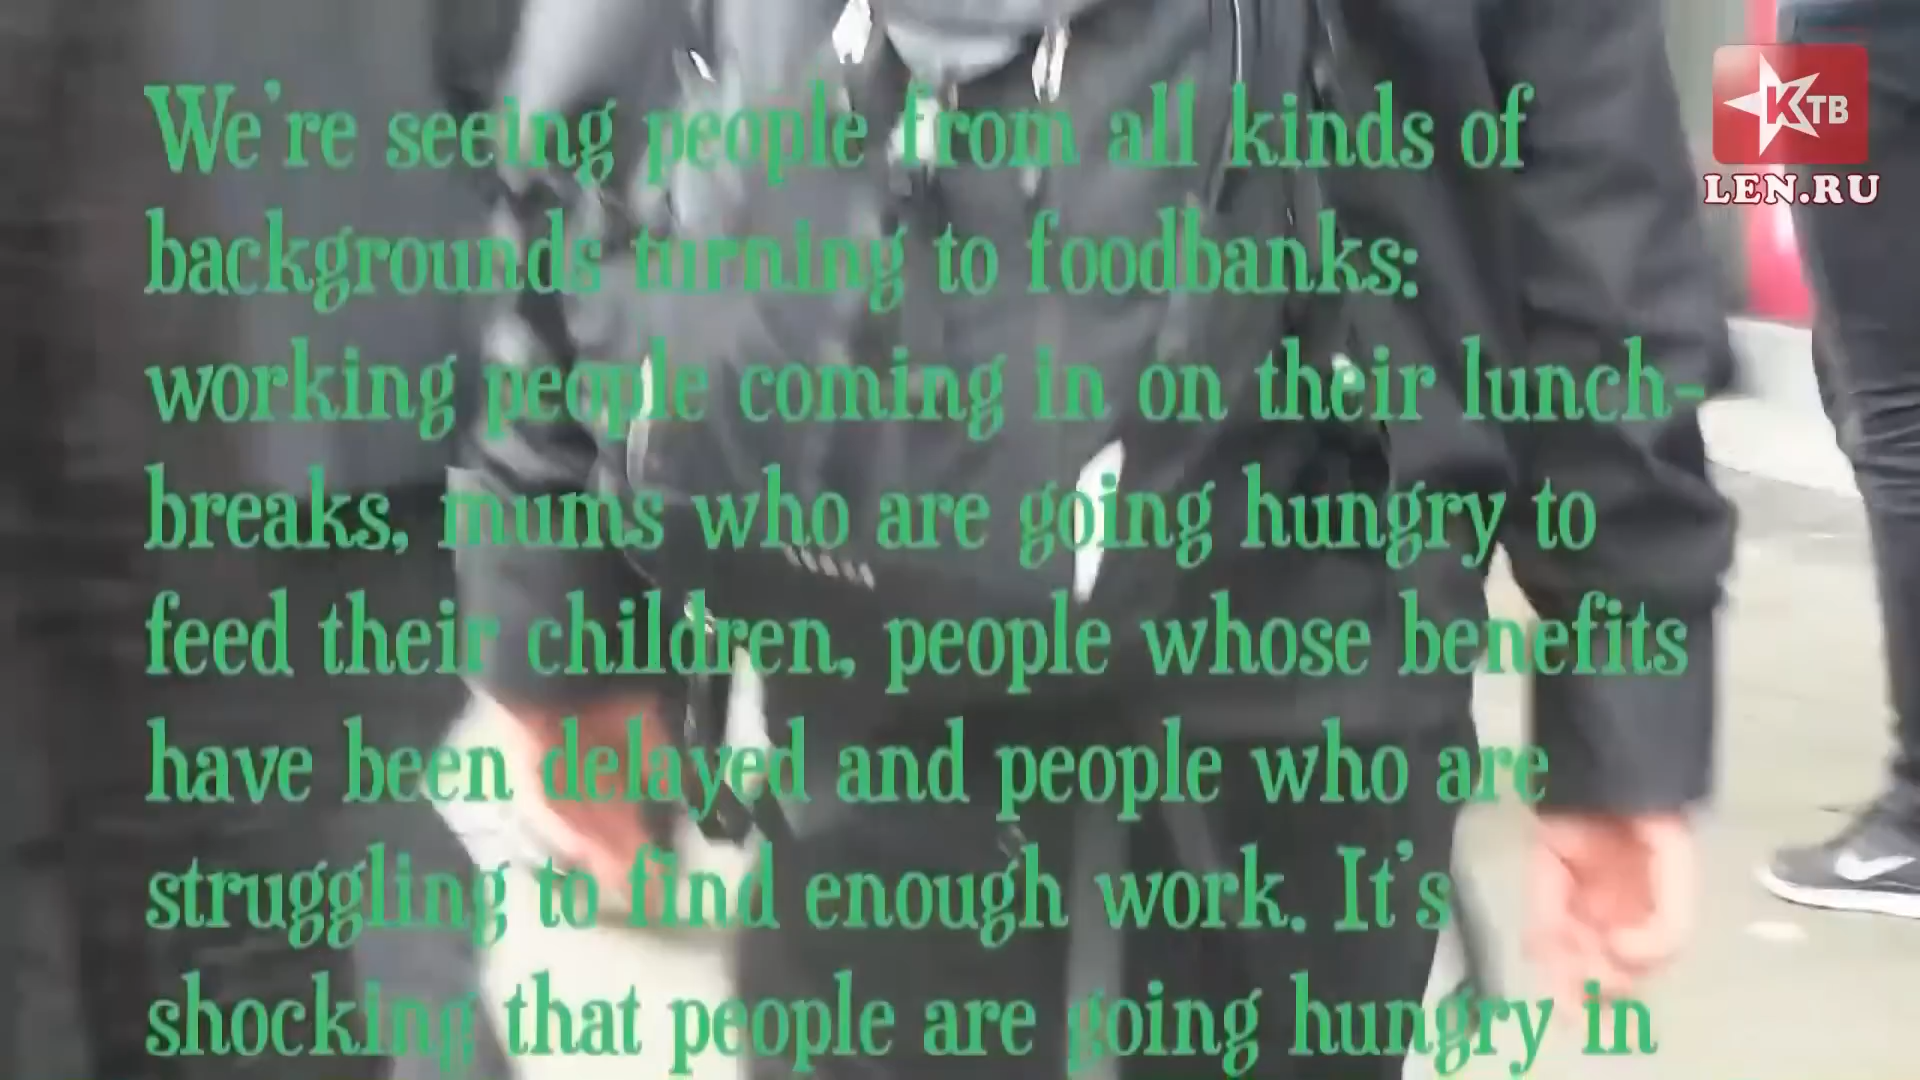 We're seeing people from all kinds of
backgrounds turning to foodbanks:
working people coming in on their lunch-
breaks, mums who are going hungry to
feed their children, people whose benefits
have been delayed and people who are
struggling to find enough work. It's
shocking that people are going hungry in
КТВ
LEN.RU